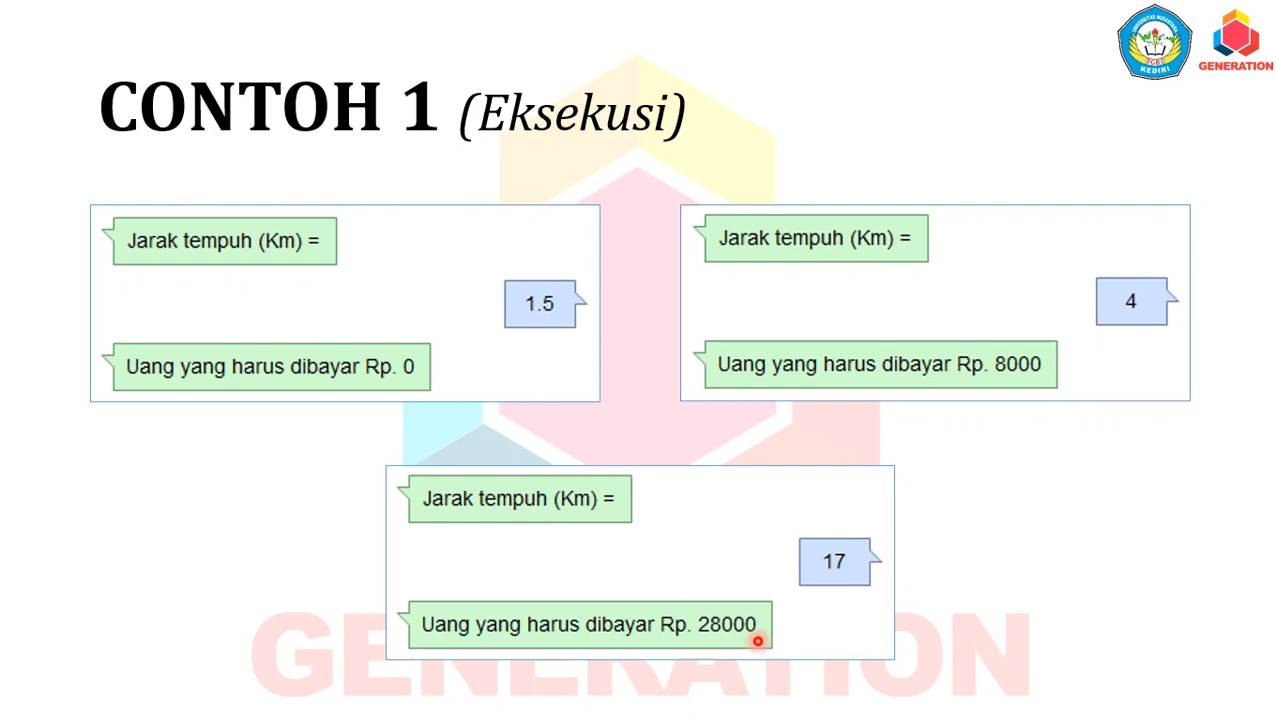 GENERATION
KEDIRI
CONTOH 1 (Eksekusi)
Jarak tempuh (Km) =
1.5
Uang yang harus dibayar Rp. 0
Jarak tempuh (Km) =
4
Uang yang harus dibayar Rp. 8000
Jarak tempuh (Km) =
17
Uang yang harus dibayar Rp. 28000
GENERATION